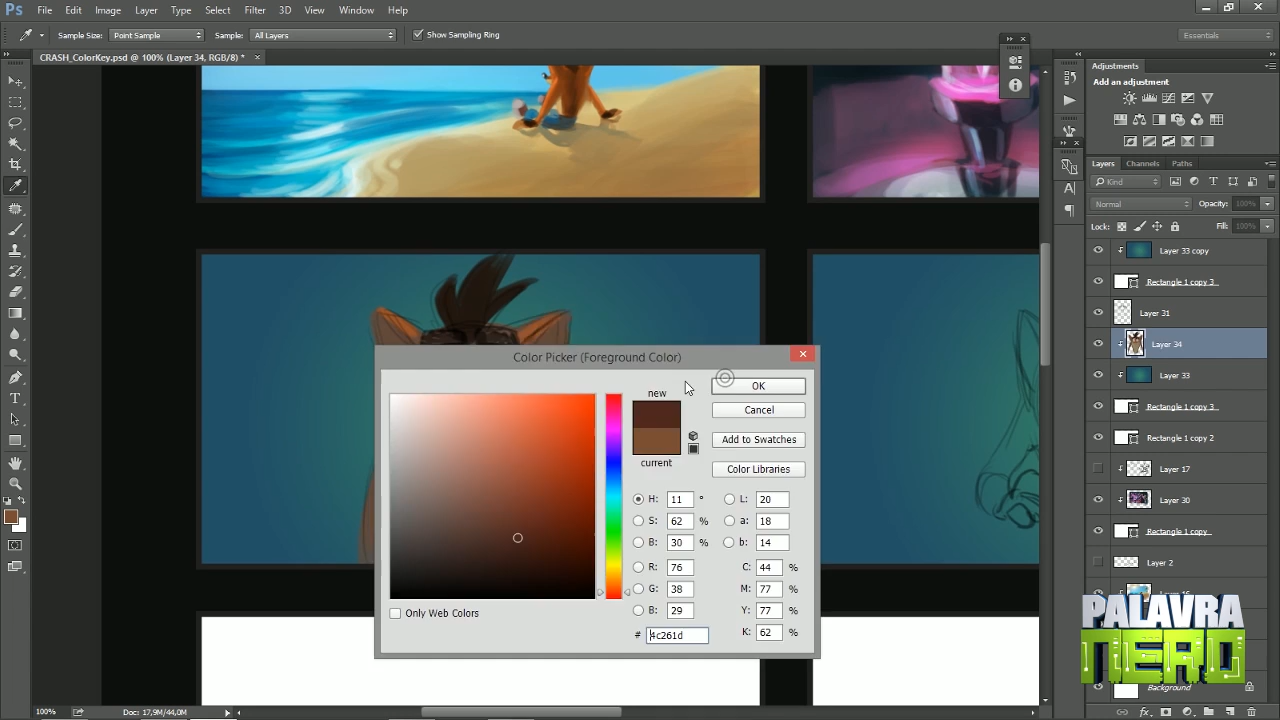 Ps File Edit Image Layer Type Select Filter 3D View Window Help
Sample Size: Point Sample Sample: All Layers Show Sampling Ring Essentials
CRASH_ColorKey.psd @ 100% (Layer 34, RGB/8) * ×
Adjustments
Add an adjustment
Layers Channels Paths
Kind
Normal Opacity: 100%
Lock: Fill: 100%
Layer 33 copy
Rectangle 1 copy 3
Layer 31
Layer 34
Layer 33
Rectangle 1 copy 3
Rectangle 1 copy 2
Layer 17
Layer 30
Rectangle 1 copy
Layer 2
Background
Color Picker (Foreground Color)
new
current
OK
Cancel
Add to Swatches
Color Libraries
H: 11 ° L: 20
S: 62 % a: 18
B: 30 % b: 14
R: 76 C: 44 %
G: 38 M: 77 %
B: 29 Y: 77 %
# 4c261d K: 62 %
Only Web Colors
PALAVRA
NERD
100% Doc: 17,9M/44,0M